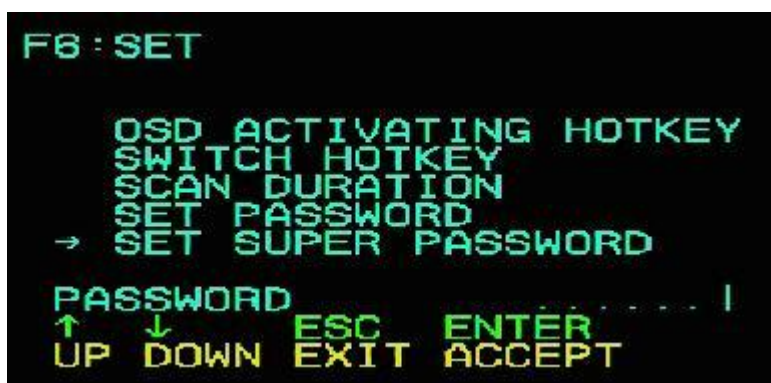 F6:SET
OSD ACTIVATING HOTKEY
SWITCH HOTKEY
SCAN DURATION
SET PASSWORD
→ SET SUPER PASSWORD
PASSWORD ......|
↑ ↓ ESC ENTER
UP DOWN EXIT ACCEPT